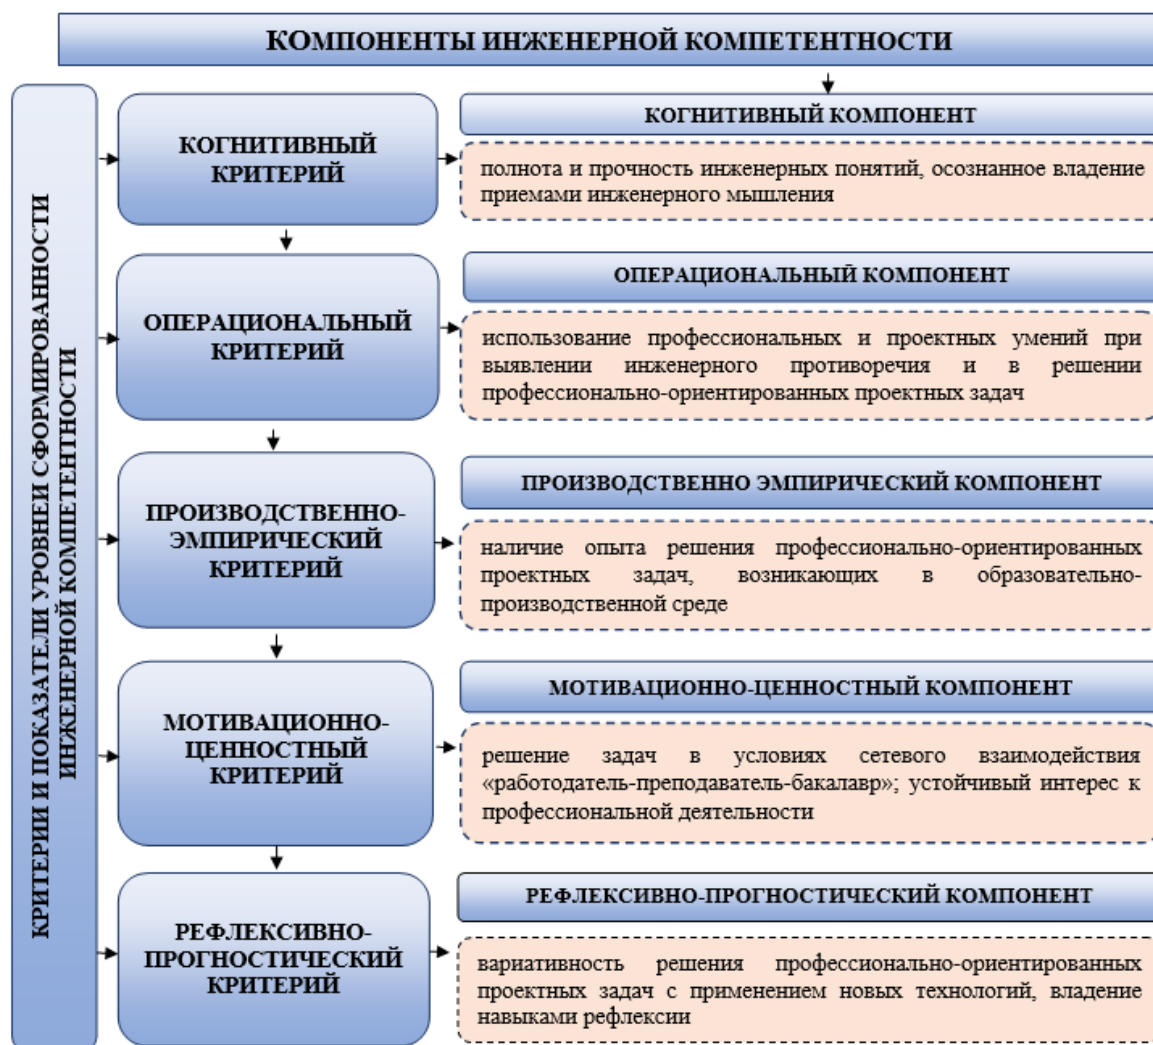 КОМПОНЕНТЫ ИНЖЕНЕРНОЙ КОМПЕТЕНТНОСТИ
КРИТЕРИИ И ПОКАЗАТЕЛИ УРОВНЕЙ СФОРМИРОВАННОСТИ
ИНЖЕНЕРНОЙ КОМПЕТЕНТНОСТИ
КОГНИТИВНЫЙ
КРИТЕРИЙ
КОГНИТИВНЫЙ КОМПОНЕНТ
полнота и прочность инженерных понятий, осознанное владение
приемами инженерного мышления
ОПЕРАЦИОНАЛЬНЫЙ
КРИТЕРИЙ
ОПЕРАЦИОНАЛЬНЫЙ КОМПОНЕНТ
использование профессиональных и проектных умений при
выявлении инженерного противоречия и в решении
профессионально-ориентированных проектных задач
ПРОИЗВОДСТВЕННО-
ЭМПИРИЧЕСКИЙ
КРИТЕРИЙ
ПРОИЗВОДСТВЕННО ЭМПИРИЧЕСКИЙ КОМПОНЕНТ
наличие опыта решения профессионально-ориентированных
проектных задач, возникающих в образовательно-
производственной среде
МОТИВАЦИОННО-
ЦЕННОСТНЫЙ
КРИТЕРИЙ
МОТИВАЦИОННО-ЦЕННОСТНЫЙ КОМПОНЕНТ
решение задач в условиях сетевого взаимодействия
«работодатель-преподаватель-бакалавр»; устойчивый интерес к
профессиональной деятельности
РЕФЛЕКСИВНО-
ПРОГНОСТИЧЕСКИЙ
КРИТЕРИЙ
РЕФЛЕКСИВНО-ПРОГНОСТИЧЕСКИЙ КОМПОНЕНТ
вариативность решения профессионально-ориентированных
проектных задач с применением новых технологий, владение
навыками рефлексии